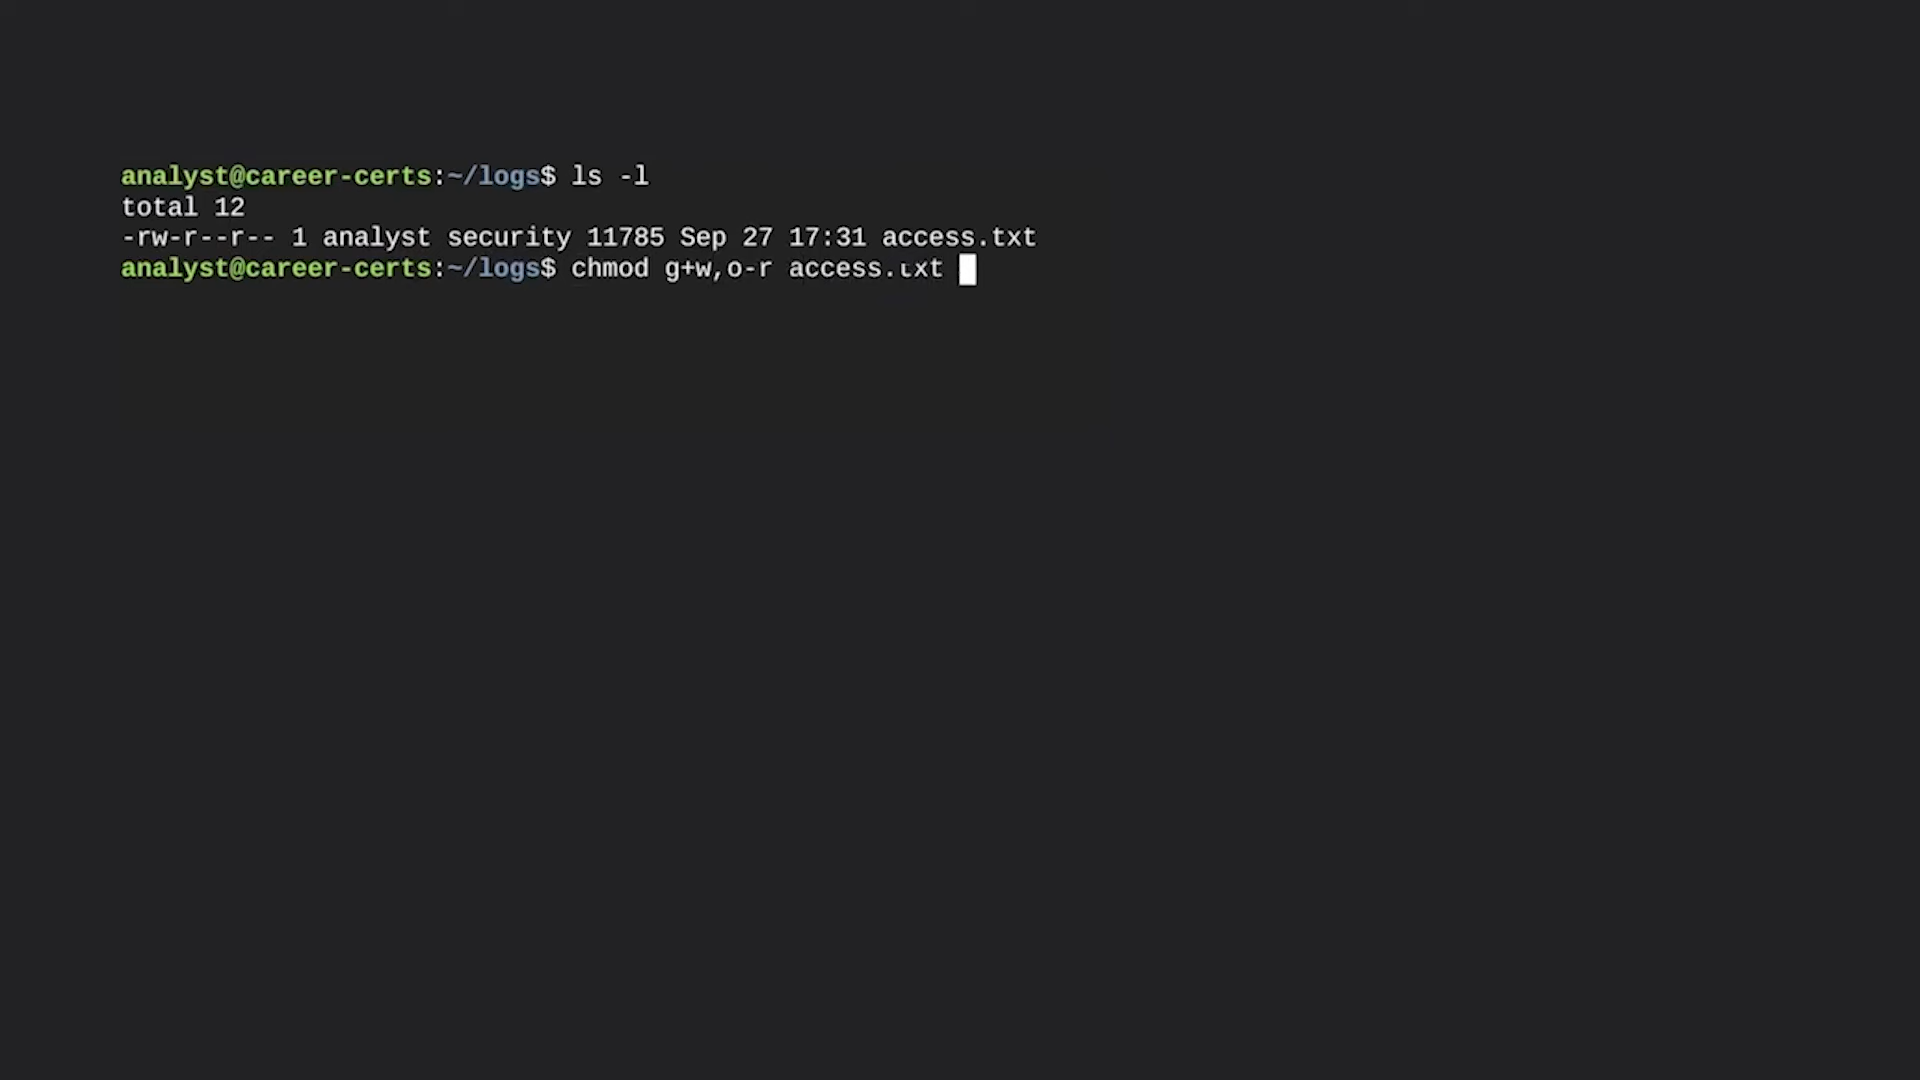 analyst@career-certs:~/logs$ ls -l
total 12
-rw-r--r-- 1 analyst security 11785 Sep 27 17:31 access.txt
analyst@career-certs:~/logs$ chmod g+w,o-r access.txt